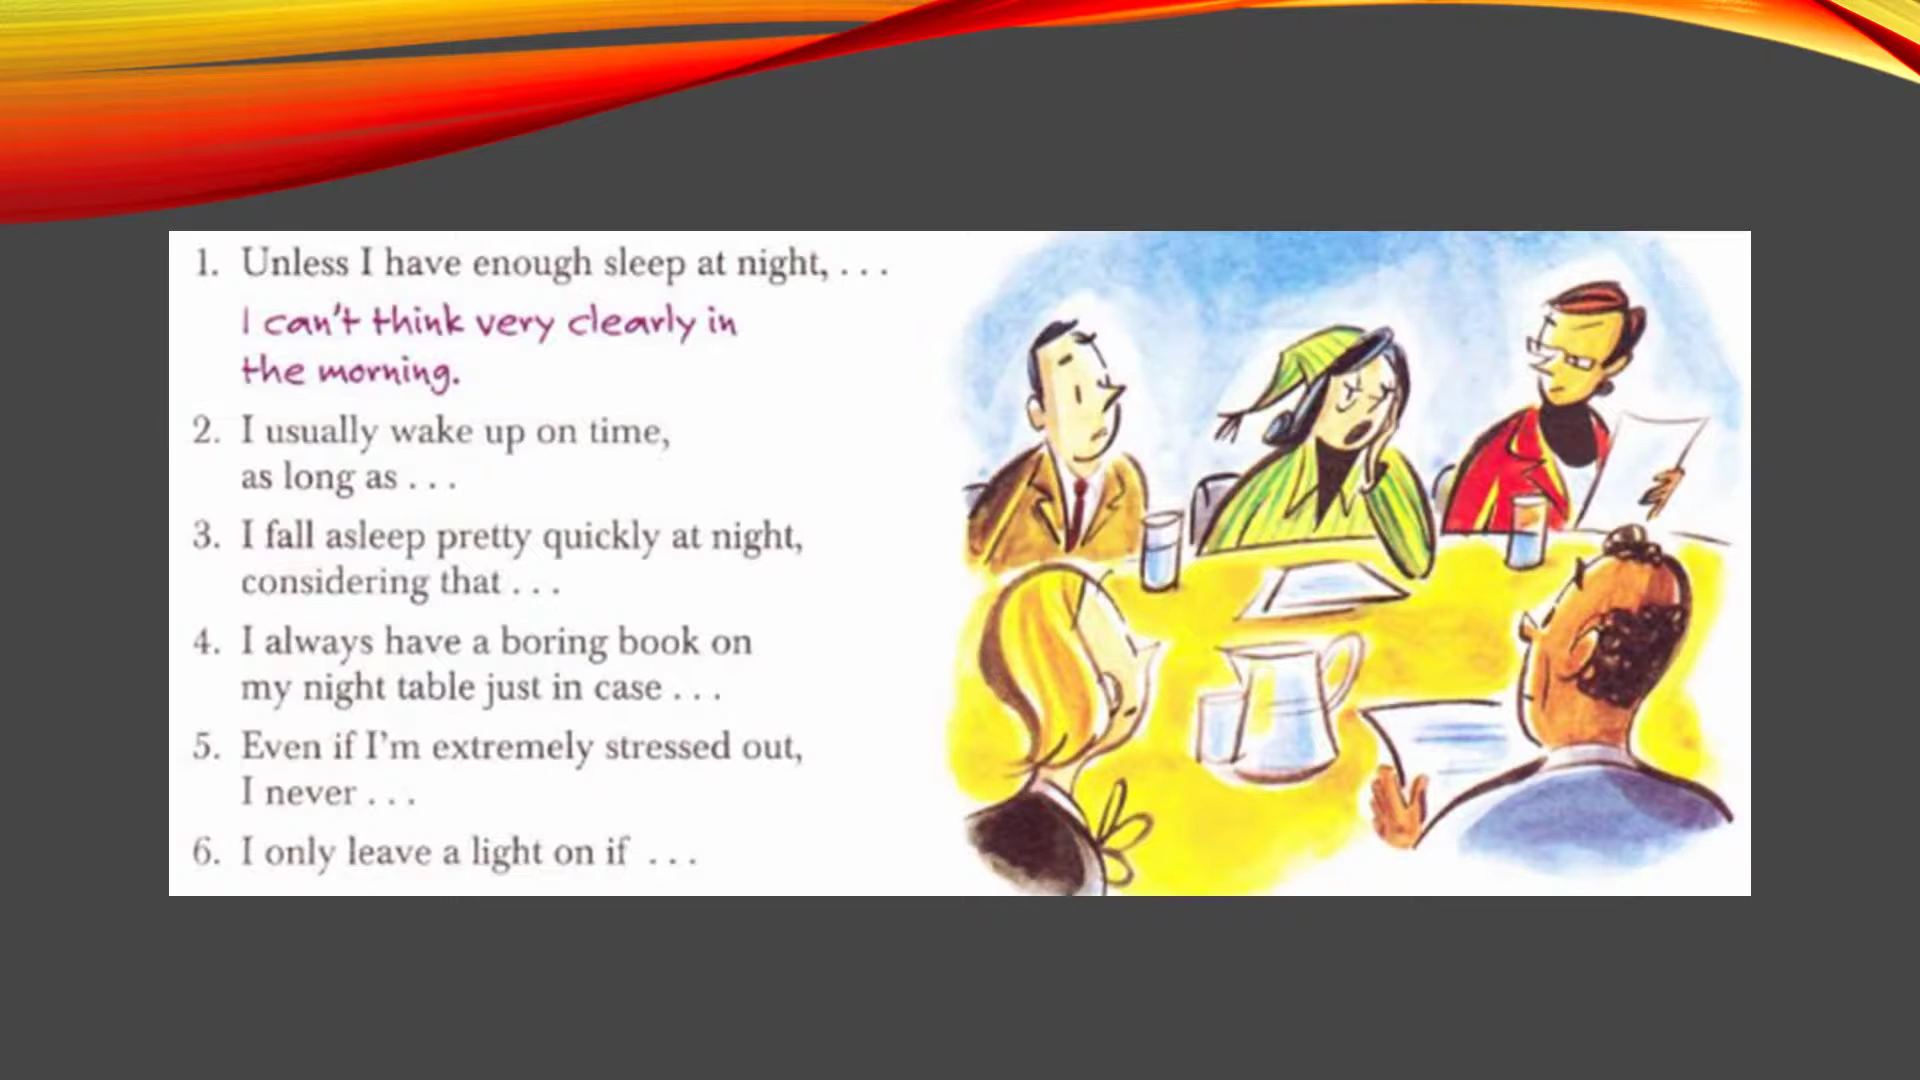 1. Unless I have enough sleep at night, . . .
I can't think very clearly in
the morning.
2. I usually wake up on time,
as long as . . .
3. I fall asleep pretty quickly at night,
considering that . . .
4. I always have a boring book on
my night table just in case . . .
5. Even if I'm extremely stressed out,
I never . . .
6. I only leave a light on if . . .